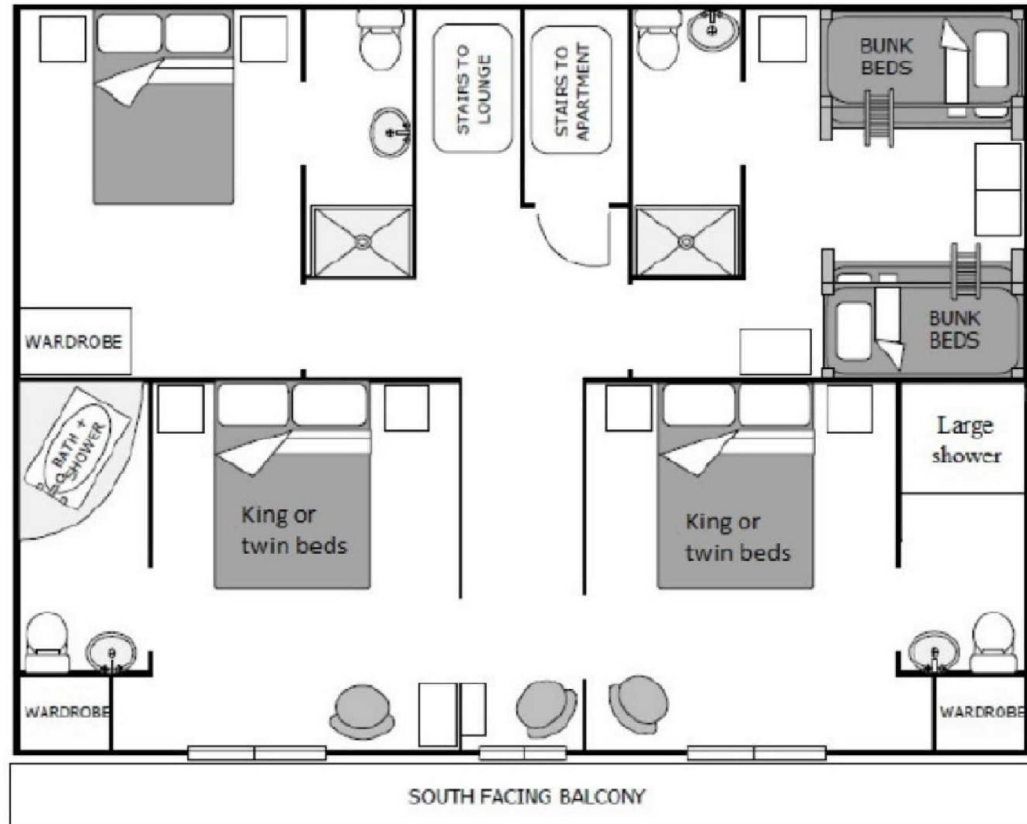 STAIRS TO
LOUNGE
STAIRS TO
APARTMENT
BUNK
BEDS
BUNK
BEDS
WARDROBE
BATH +
SHOWER
King or
twin beds
King or
twin beds
Large
shower
WARDROBE
WARDROBE
SOUTH FACING BALCONY